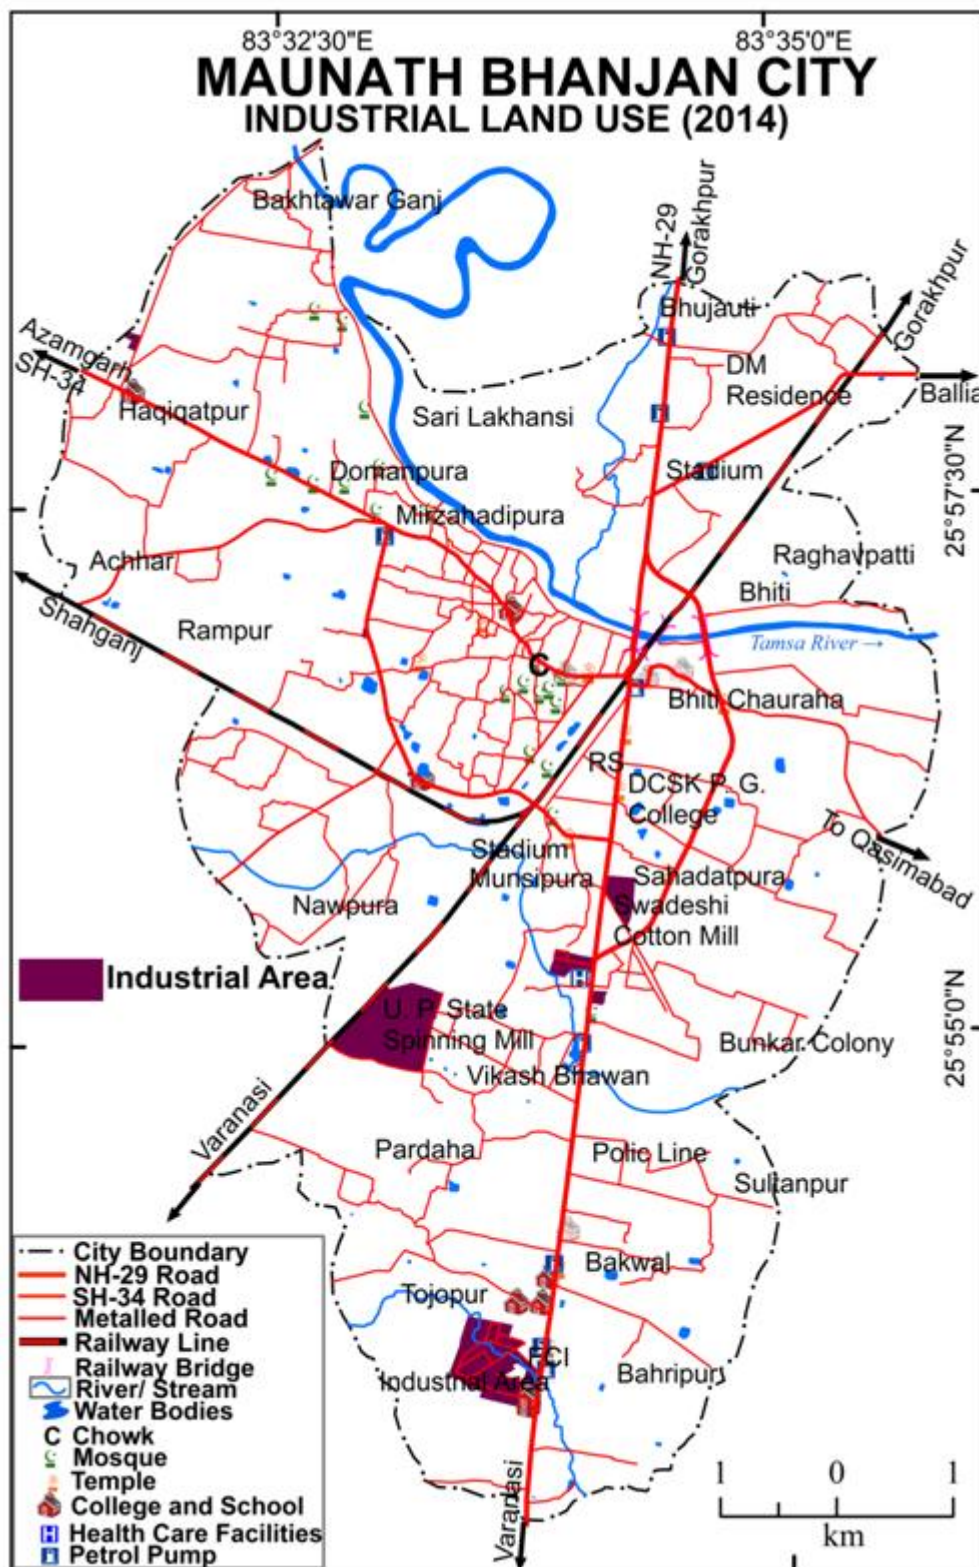 83°32'30"E
83°35'0"E
MAUNATH BHANJAN CITY
INDUSTRIAL LAND USE (2014)
Bakhtawar Ganj
NH-29
Gorakhpur
Bhujauti
Gorakhpur
Azamgarh
SH-34
DM
Residence
Ballia
Haqiqatpur
Sari Lakhansi
25°57'30"N
Domanpura
Stadium
Mirzahadipura
Achhar
Raghavpatti
Bhiti
Shahganj
Rampur
Tamsa River →
C
Bhiti Chauraha
RS
DCSK P. G.
College
To Qasimabad
Stadium
Munsipura
Sahadatpura
Nawpura
Swadeshi
Cotton Mill
Industrial Area
U. P. State
Spinning Mill
25°55'0"N
Bunkar Colony
Vikash Bhawan
Varanasi
Pardaha
Polic Line
Sultanpur
Bakwal
Tojopur
FCI
Industrial Area
Bahripur
City Boundary
NH-29 Road
SH-34 Road
Metalled Road
Railway Line
Railway Bridge
River/ Stream
Water Bodies
C Chowk
Mosque
Temple
College and School
H Health Care Facilities
Petrol Pump
Varanasi
1 0 1
km